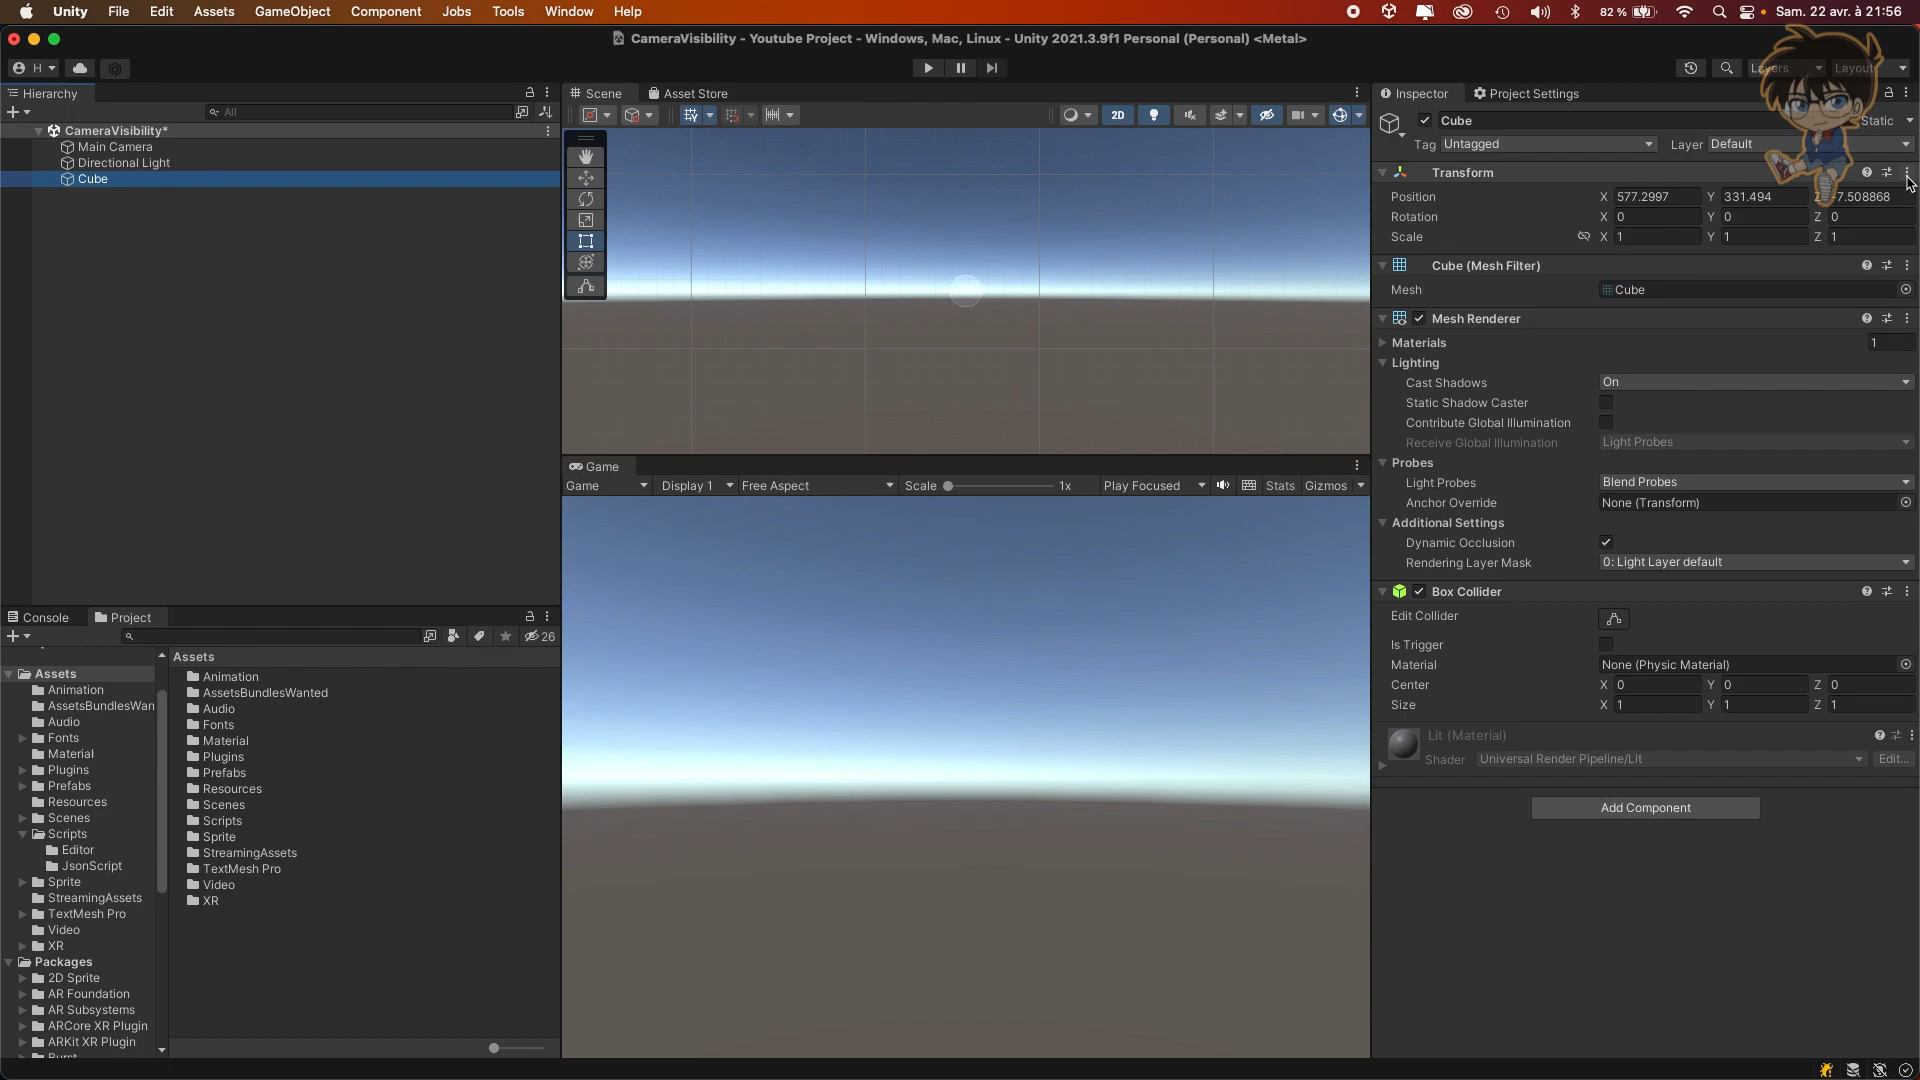 Unity File Edit Assets GameObject Component Jobs Tools Window Help 82 % Sam. 22 avr. à 21:56
CameraVisibility - Youtube Project - Windows, Mac, Linux - Unity 2021.3.9f1 Personal (Personal) <Metal>
H Layers Layout
Hierarchy
All
CameraVisibility*
Main Camera
Directional Light
Cube
Scene Asset Store
2D
Game
Game Display 1 Free Aspect Scale 1x Play Focused Stats Gizmos
Console Project
26
Assets
Animation
AssetsBundlesWan
Audio
Fonts
Material
Plugins
Prefabs
Resources
Scenes
Scripts
Editor
JsonScript
Sprite
StreamingAssets
TextMesh Pro
Video
XR
Packages
2D Sprite
AR Foundation
AR Subsystems
ARCore XR Plugin
ARKit XR Plugin
Burst
Assets
Animation
AssetsBundlesWanted
Audio
Fonts
Material
Plugins
Prefabs
Resources
Scenes
Scripts
Sprite
StreamingAssets
TextMesh Pro
Video
XR
Inspector Project Settings
Cube Static
Tag Untagged Layer Default
Transform
Position X 577.2997 Y 331.494 Z -7.508868
Rotation X 0 Y 0 Z 0
Scale X 1 Y 1 Z 1
Cube (Mesh Filter)
Mesh Cube
Mesh Renderer
Materials 1
Lighting
Cast Shadows On
Static Shadow Caster
Contribute Global Illumination
Receive Global Illumination Light Probes
Probes
Light Probes Blend Probes
Anchor Override None (Transform)
Additional Settings
Dynamic Occlusion
Rendering Layer Mask 0: Light Layer default
Box Collider
Edit Collider
Is Trigger
Material None (Physic Material)
Center X 0 Y 0 Z 0
Size X 1 Y 1 Z 1
Lit (Material)
Shader Universal Render Pipeline/Lit Edit...
Add Component